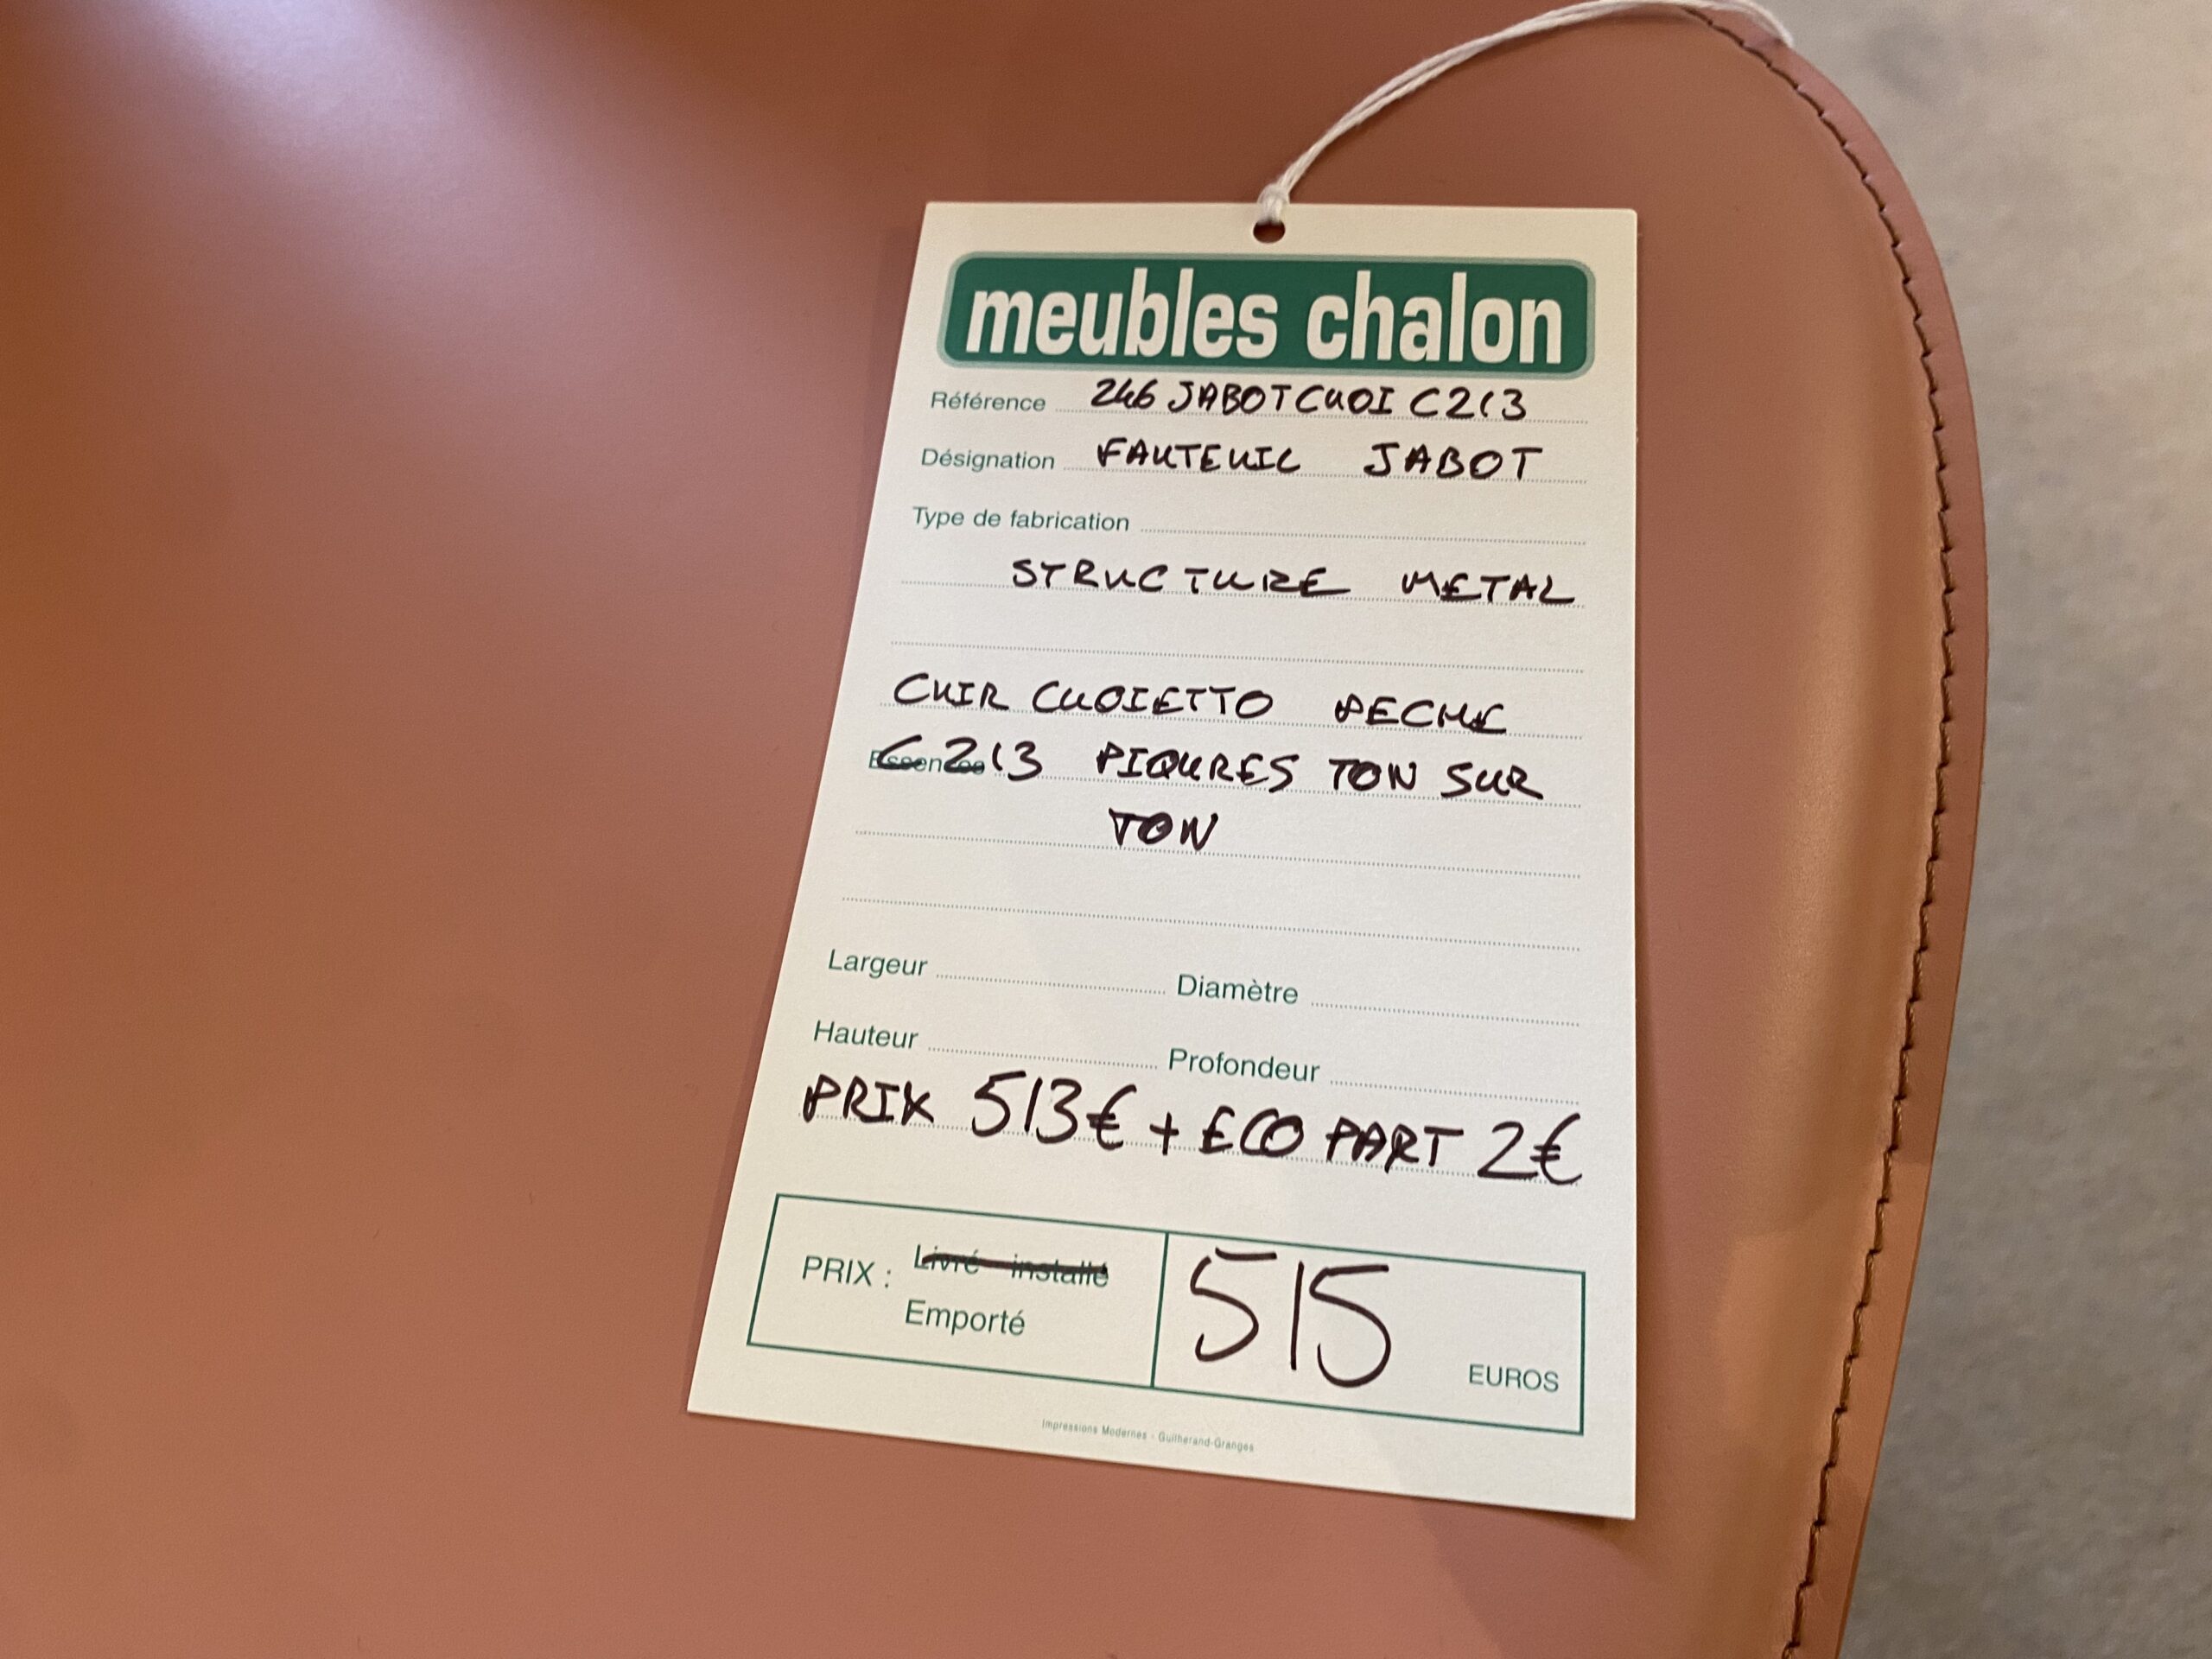 meubles chalon
Référence 246 JABOTCUOI C213
Désignation FAUTEUIL JABOT
Type de fabrication
STRUCTURE METAL
CUIR CUOIETTO PECHE
Essences C213 PIQURES TON SUR
TON
Largeur Diamètre
Hauteur Profondeur
PRIX 513€ + ECO PART 2€
PRIX : Livré - installé
Emporté
515 EUROS
Impressions Modernes - Guilherand-Granges